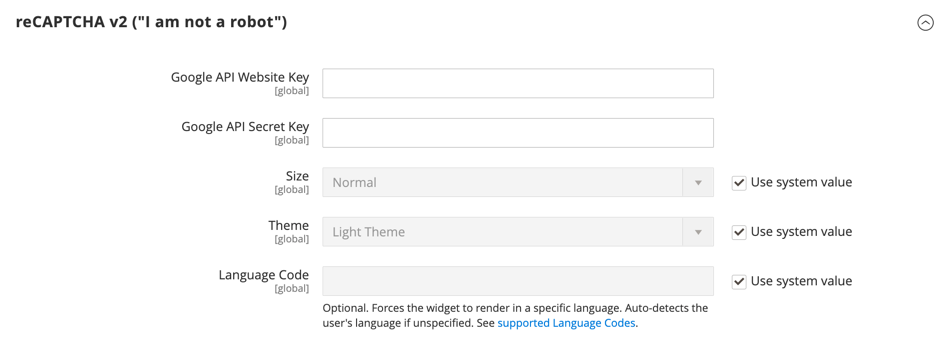 reCAPTCHA v2 ("I am not a robot")
Google API Website Key
[global]
Google API Secret Key
[global]
Size
[global]
Normal
Use system value
Theme
[global]
Light Theme
Use system value
Language Code
[global]
Use system value
Optional. Forces the widget to render in a specific language. Auto-detects the
user's language if unspecified. See supported Language Codes.